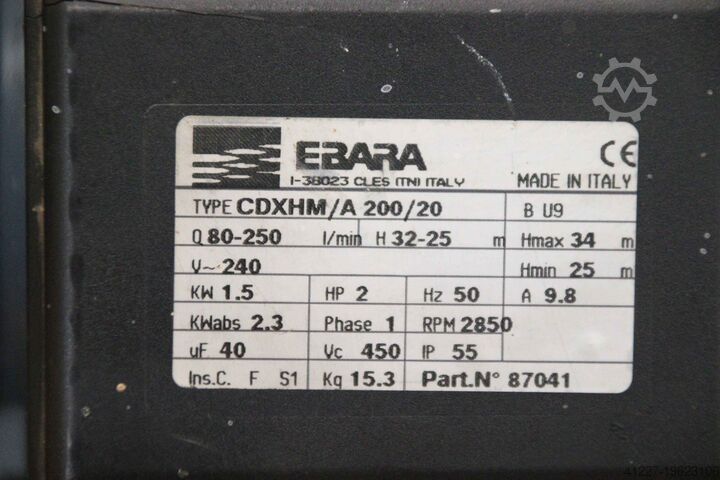 EBARA
I-38023 CLES (TN) ITALY
CE
MADE IN ITALY
TYPE CDXHM/A 200/20 B U9
Q 80-250 l/min H 32-25 m Hmax 34 m
V~ 240 Hmin 25 m
KW 1.5 HP 2 Hz 50 A 9.8
KWabs 2.3 Phase 1 RPM 2850
uF 40 Vc 450 IP 55
Ins.C. F S1 Kg 15.3 Part.N° 87041